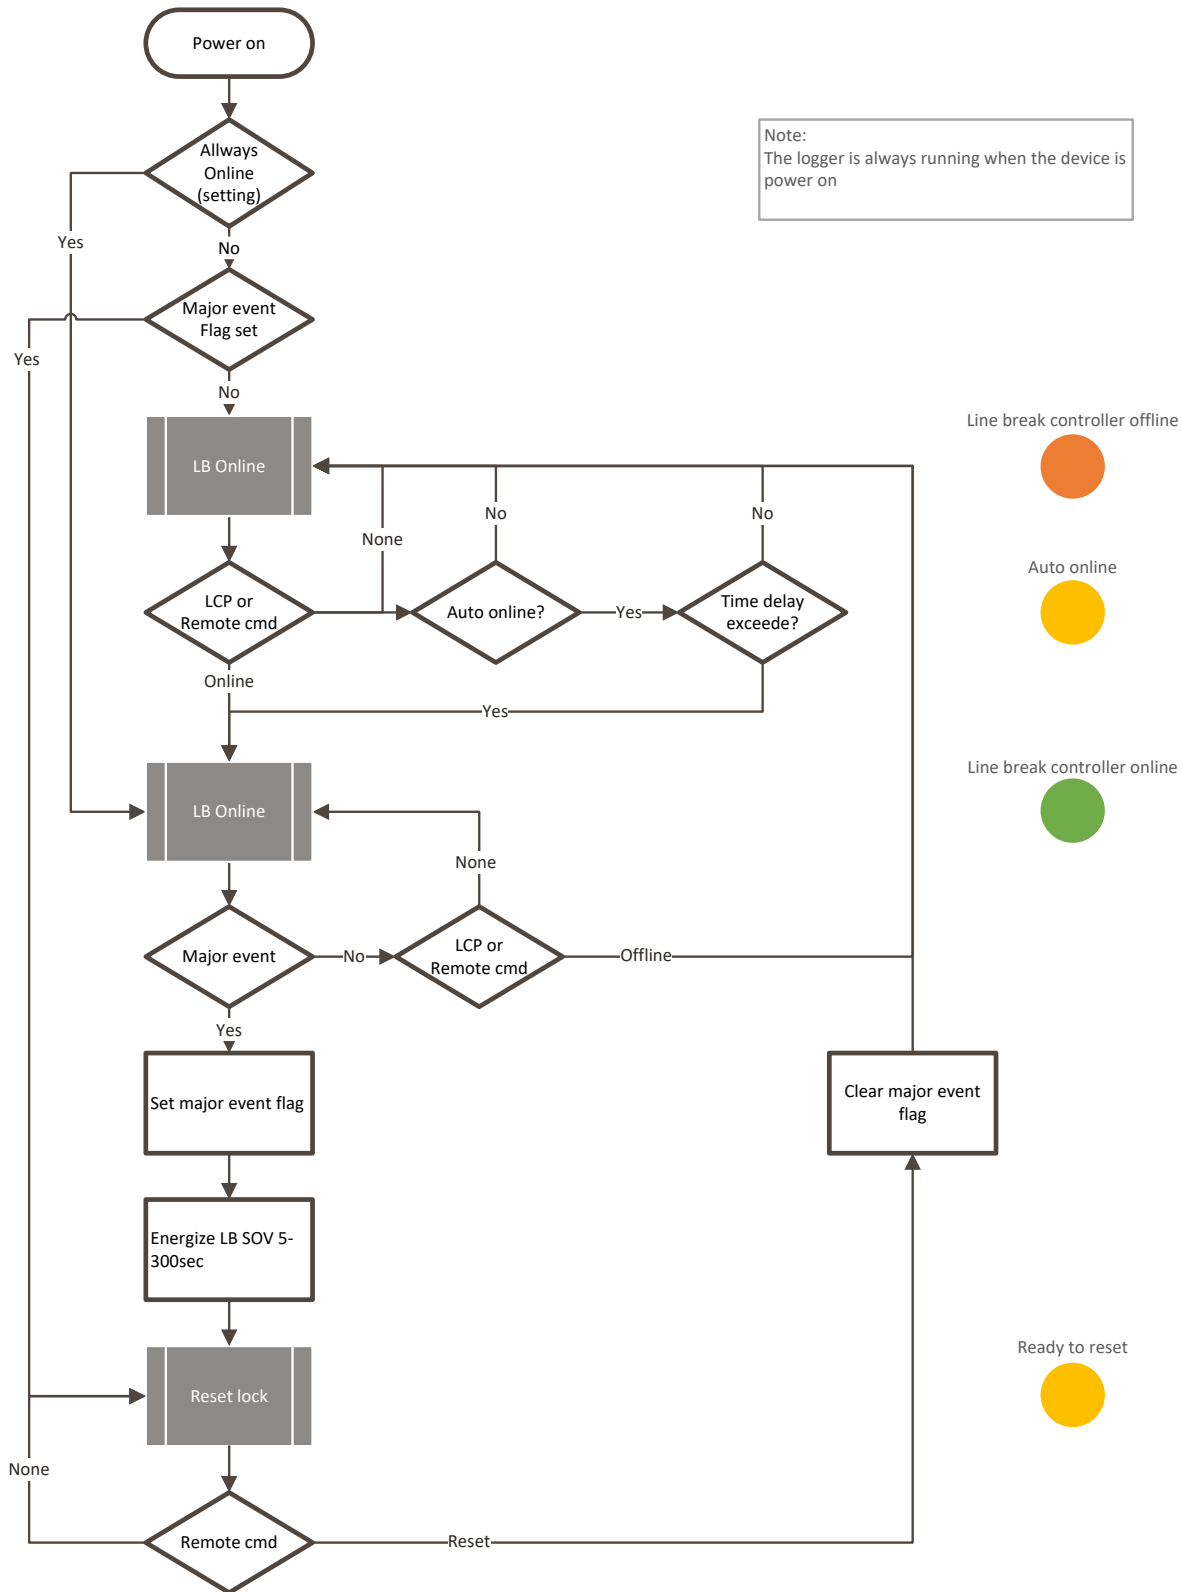 Power on
Allways
Online
(setting)
Note:
The logger is always running when the device is
power on
Yes
No
Major event
Flag set
Yes
No
Line break controller offline
LB Online
None
No
No
Auto online
LCP or
Remote cmd
Auto online?
Yes
Time delay
exceede?
Online
Yes
Line break controller online
LB Online
None
Major event
No
LCP or
Remote cmd
Offline
Yes
Set major event flag
Clear major event
flag
Energize LB SOV 5-
300sec
Ready to reset
Reset lock
None
Remote cmd
Reset